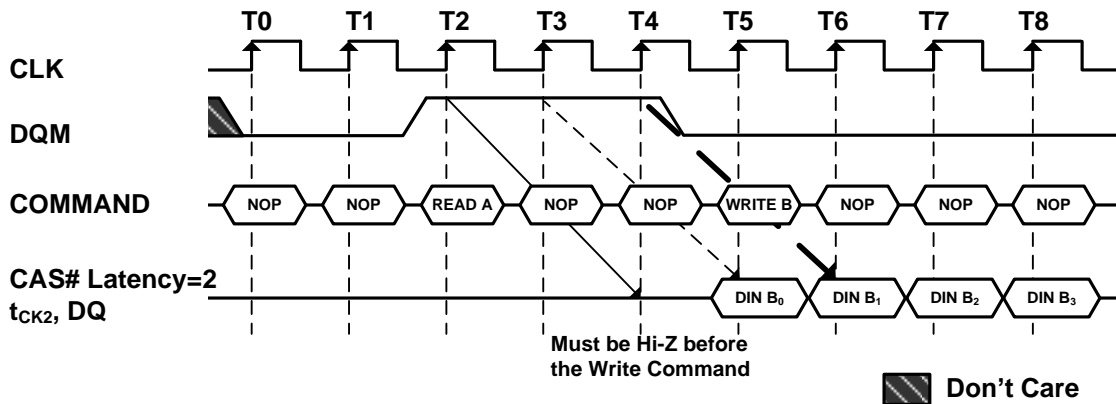 T0 T1 T2 T3 T4 T5 T6 T7 T8
CLK
DQM
COMMAND NOP NOP READ A NOP NOP WRITE B NOP NOP NOP
CAS# Latency=2
tCK2, DQ DIN B0 DIN B1 DIN B2 DIN B3
Must be Hi-Z before
the Write Command
Don't Care